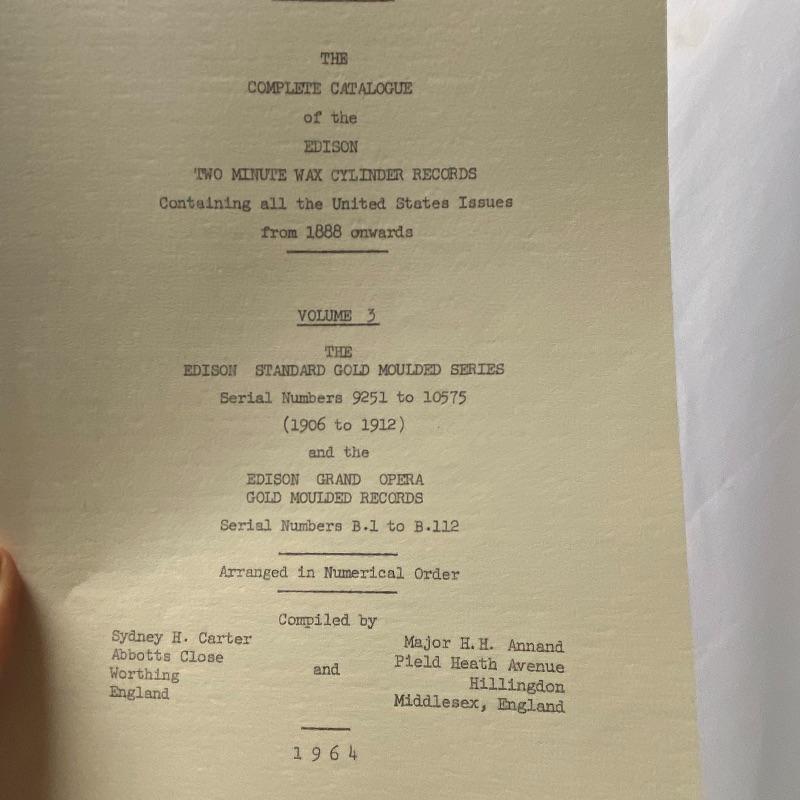 THE
COMPLETE CATALOGUE
of the
EDISON
TWO MINUTE WAX CYLINDER RECORDS
Containing all the United States Issues
from 1888 onwards
VOLUME 3
THE
EDISON STANDARD GOLD MOULDED SERIES
Serial Numbers 9251 to 10575
(1906 to 1912)
and the
EDISON GRAND OPERA
GOLD MOULDED RECORDS
Serial Numbers B.1 to B.112
Arranged in Numerical Order
Compiled by
Sydney H. Carter
Abbotts Close
Worthing
England
and
Major H.H. Annand
Pield Heath Avenue
Hillingdon
Middlesex, England
1964